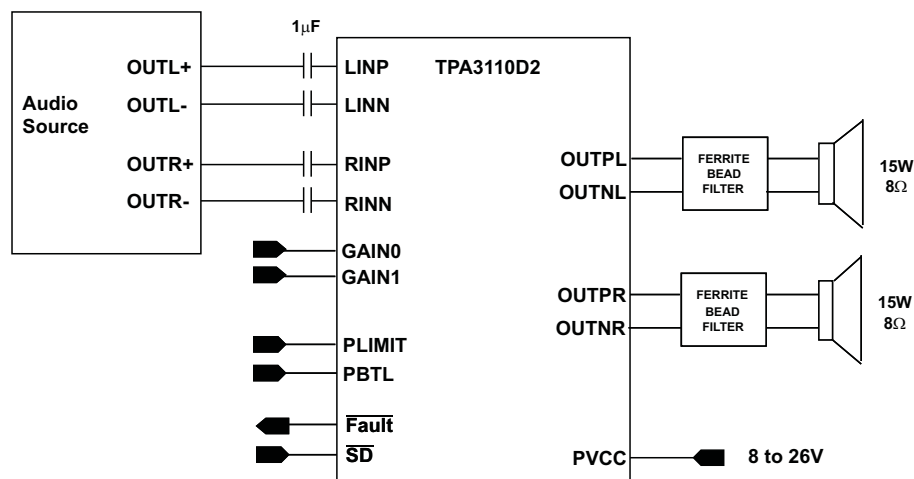 1μF
TPA3110D2
Audio
Source
OUTL+
OUTL-
OUTR+
OUTR-
LINP
LINN
RINP
RINN
GAIN0
GAIN1
PLIMIT
PBTL
Fault
SD
OUTPL
OUTNL
FERRITE
BEAD
FILTER
15W
8Ω
OUTPR
OUTNR
FERRITE
BEAD
FILTER
15W
8Ω
PVCC
8 to 26V